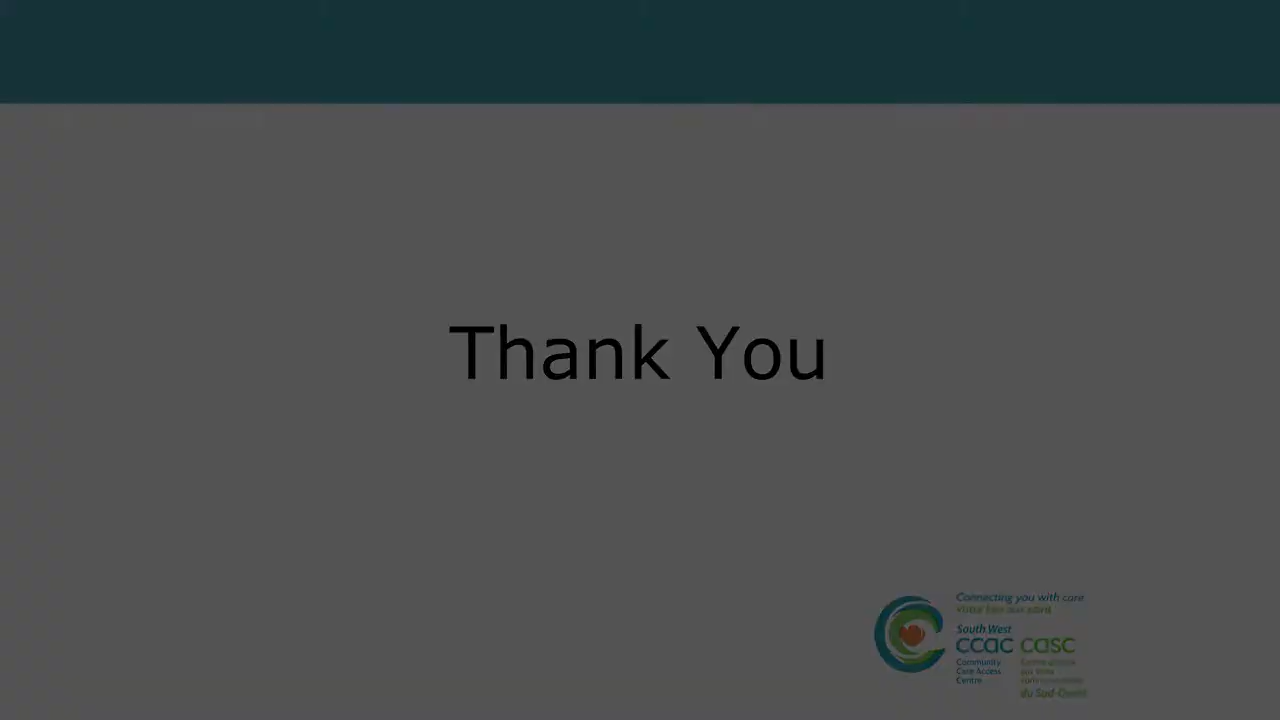 Thank You
Connecting you with care
South West
ccac casc
Community
Care Access
Centre
du Sud-Ouest